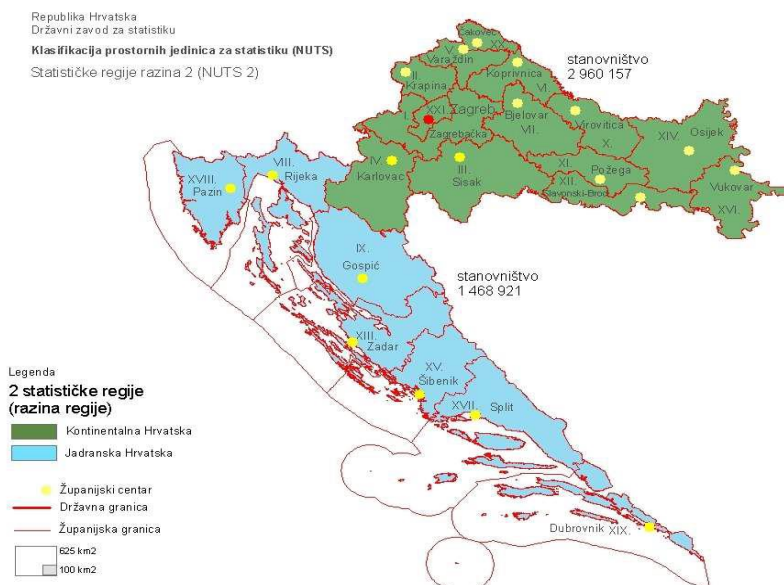 Republika Hrvatska
Državni zavod za statistiku
Klasifikacija prostornih jedinica za statistiku (NUTS)
Statističke regije razina 2 (NUTS 2)
stanovništvo
2 960 157
Čakovec
XX.
V.
Varaždin
II.
Krapina
Koprivnica
VI.
I.
XXI.
Zagreb
Zagrebačka
Bjelovar
VII.
Virovitica
X.
XIV.
Osijek
IV.
Karlovac
III.
Sisak
XI.
Požega
XII.
Slavonski-Brod
Vukovar
XVI.
XVIII.
Pazin
VIII.
Rijeka
IX.
Gospić
stanovništvo
1 468 921
XIII.
Zadar
XV.
Šibenik
XVII.
Split
Dubrovnik XIX.
Legenda
2 statističke regije
(razina regije)
Kontinentalna Hrvatska
Jadranska Hrvatska
Županijski centar
Državna granica
Županijska granica
625 km2
100 km2